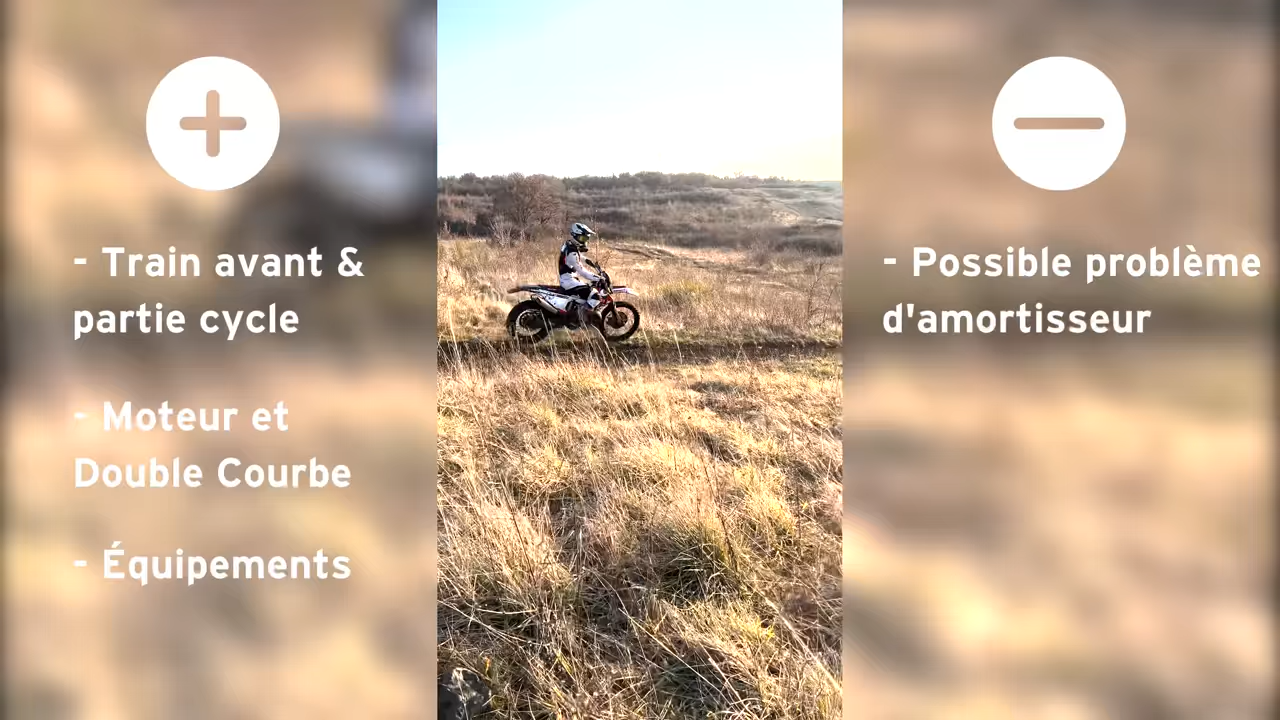 - Train avant &
partie cycle
- Moteur et
Double Courbe
- Équipements
- Possible problème
d'amortisseur